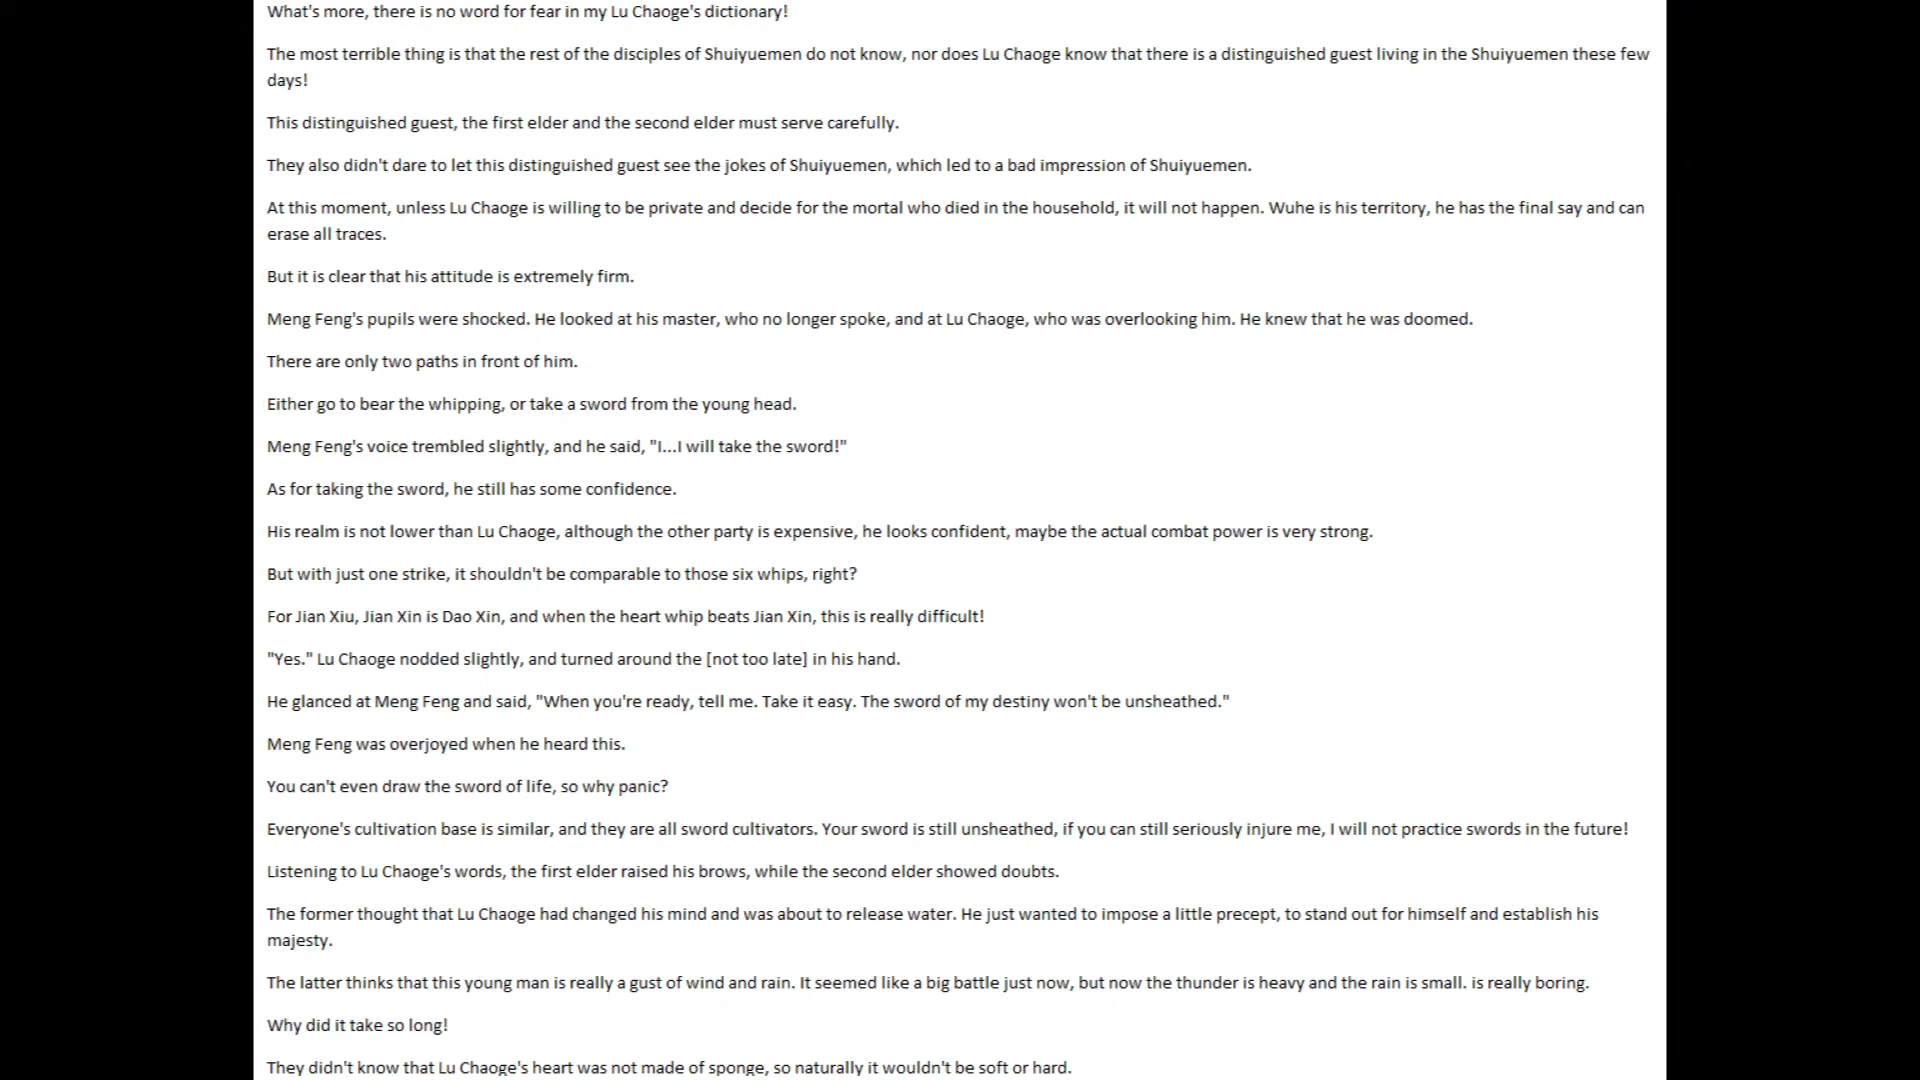 What's more, there is no word for fear in my Lu Chaoge's dictionary!
The most terrible thing is that the rest of the disciples of Shuiyuemen do not know, nor does Lu Chaoge know that there is a distinguished guest living in the Shuiyuemen these few
days!
This distinguished guest, the first elder and the second elder must serve carefully.
They also didn't dare to let this distinguished guest see the jokes of Shuiyuemen, which led to a bad impression of Shuiyuemen.
At this moment, unless Lu Chaoge is willing to be private and decide for the mortal who died in the household, it will not happen. Wuhe is his territory, he has the final say and can
erase all traces.
But it is clear that his attitude is extremely firm.
Meng Feng's pupils were shocked. He looked at his master, who no longer spoke, and at Lu Chaoge, who was overlooking him. He knew that he was doomed.
There are only two paths in front of him.
Either go to bear the whipping, or take a sword from the young head.
Meng Feng's voice trembled slightly, and he said, "I...I will take the sword!"
As for taking the sword, he still has some confidence.
His realm is not lower than Lu Chaoge, although the other party is expensive, he looks confident, maybe the actual combat power is very strong.
But with just one strike, it shouldn't be comparable to those six whips, right?
For Jian Xiu, Jian Xin is Dao Xin, and when the heart whip beats Jian Xin, this is really difficult!
"Yes." Lu Chaoge nodded slightly, and turned around the [not too late] in his hand.
He glanced at Meng Feng and said, "When you're ready, tell me. Take it easy. The sword of my destiny won't be unsheathed."
Meng Feng was overjoyed when he heard this.
You can't even draw the sword of life, so why panic?
Everyone's cultivation base is similar, and they are all sword cultivators. Your sword is still unsheathed, if you can still seriously injure me, I will not practice swords in the future!
Listening to Lu Chaoge's words, the first elder raised his brows, while the second elder showed doubts.
The former thought that Lu Chaoge had changed his mind and was about to release water. He just wanted to impose a little precept, to stand out for himself and establish his
majesty.
The latter thinks that this young man is really a gust of wind and rain. It seemed like a big battle just now, but now the thunder is heavy and the rain is small. is really boring.
Why did it take so long!
They didn't know that Lu Chaoge's heart was not made of sponge, so naturally it wouldn't be soft or hard.